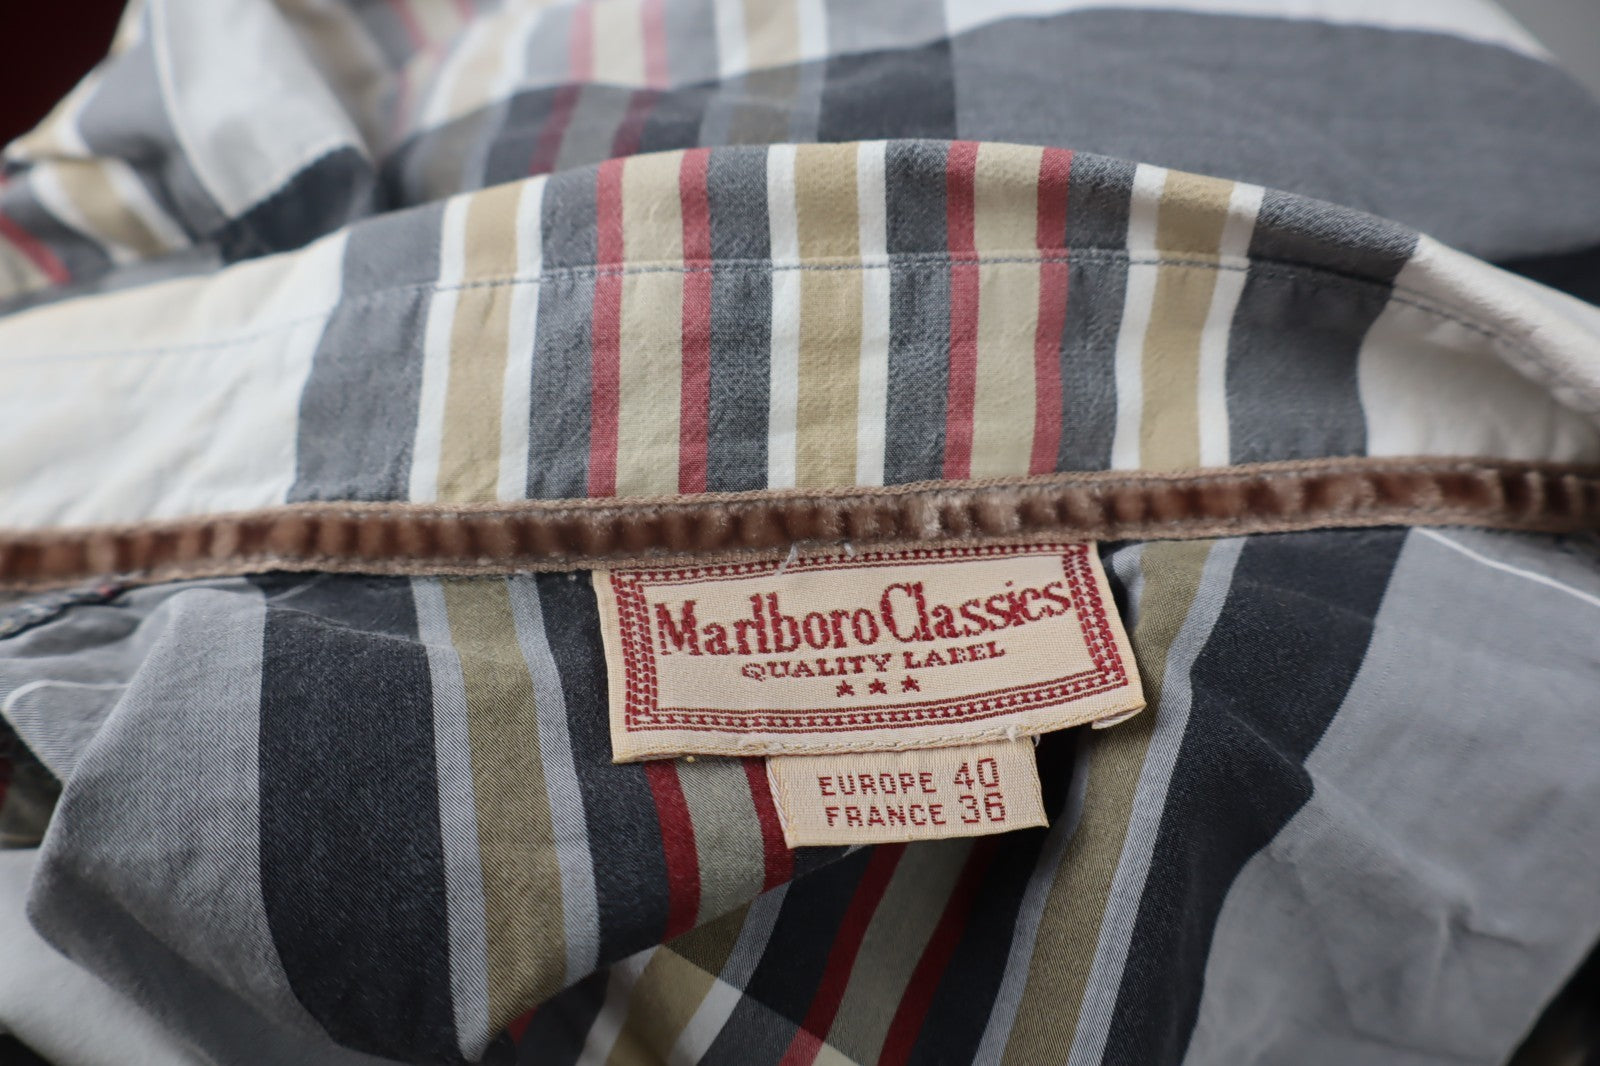 Marlboro Classics
QUALITY LABEL
★★★
EUROPE 40
FRANCE 36